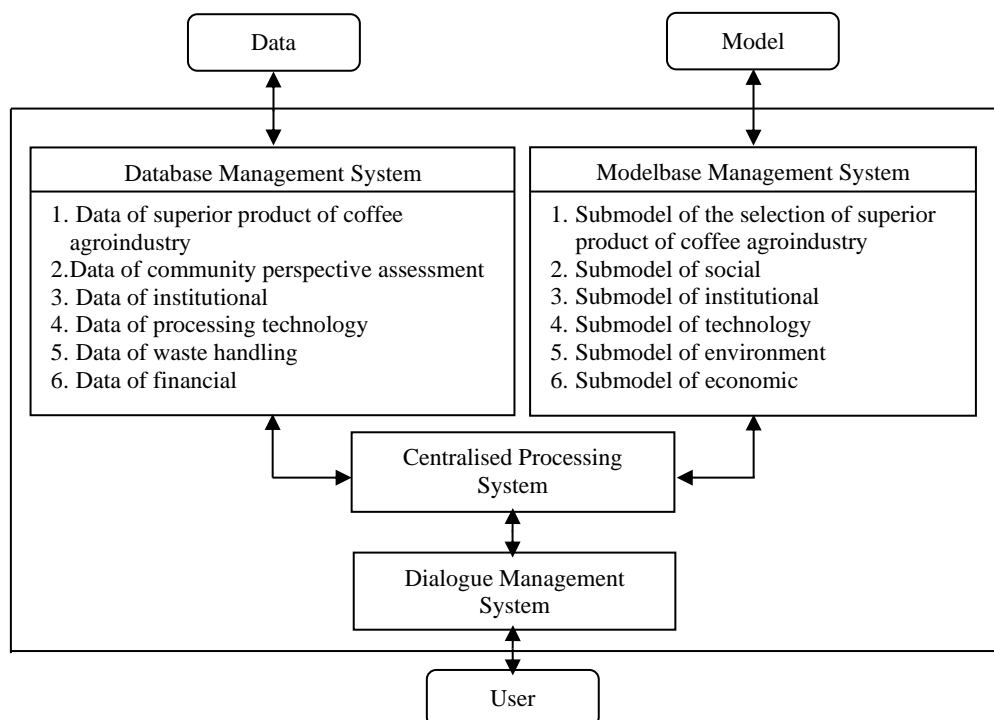 Data
Model
Database Management System
1. Data of superior product of coffee
agroindustry
2.Data of community perspective assessment
3. Data of institutional
4. Data of processing technology
5. Data of waste handling
6. Data of financial
Modelbase Management System
1. Submodel of the selection of superior
product of coffee agroindustry
2. Submodel of social
3. Submodel of institutional
4. Submodel of technology
5. Submodel of environment
6. Submodel of economic
Centralised Processing
System
Dialogue Management
System
User